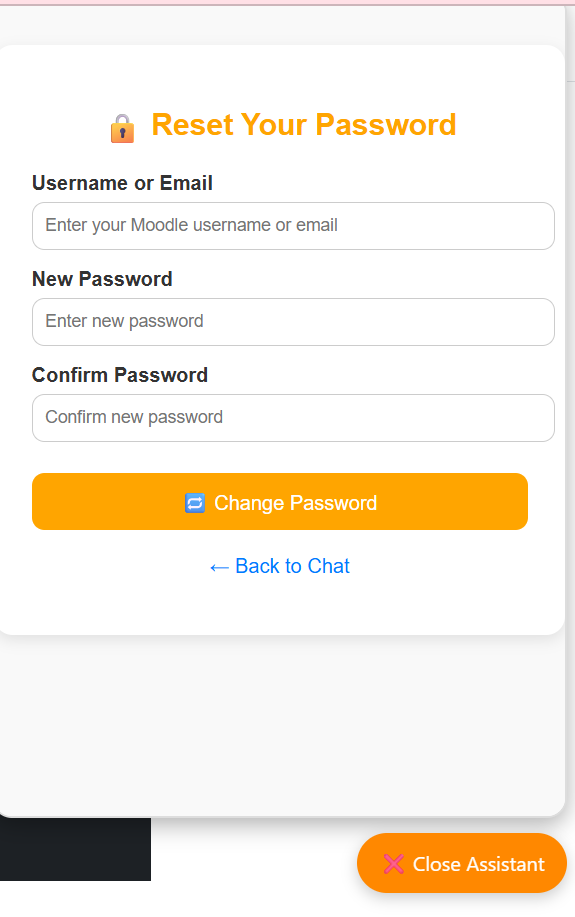 🔒 Reset Your Password
Username or Email
Enter your Moodle username or email
New Password
Enter new password
Confirm Password
Confirm new password
🔁 Change Password
← Back to Chat
❌ Close Assistant